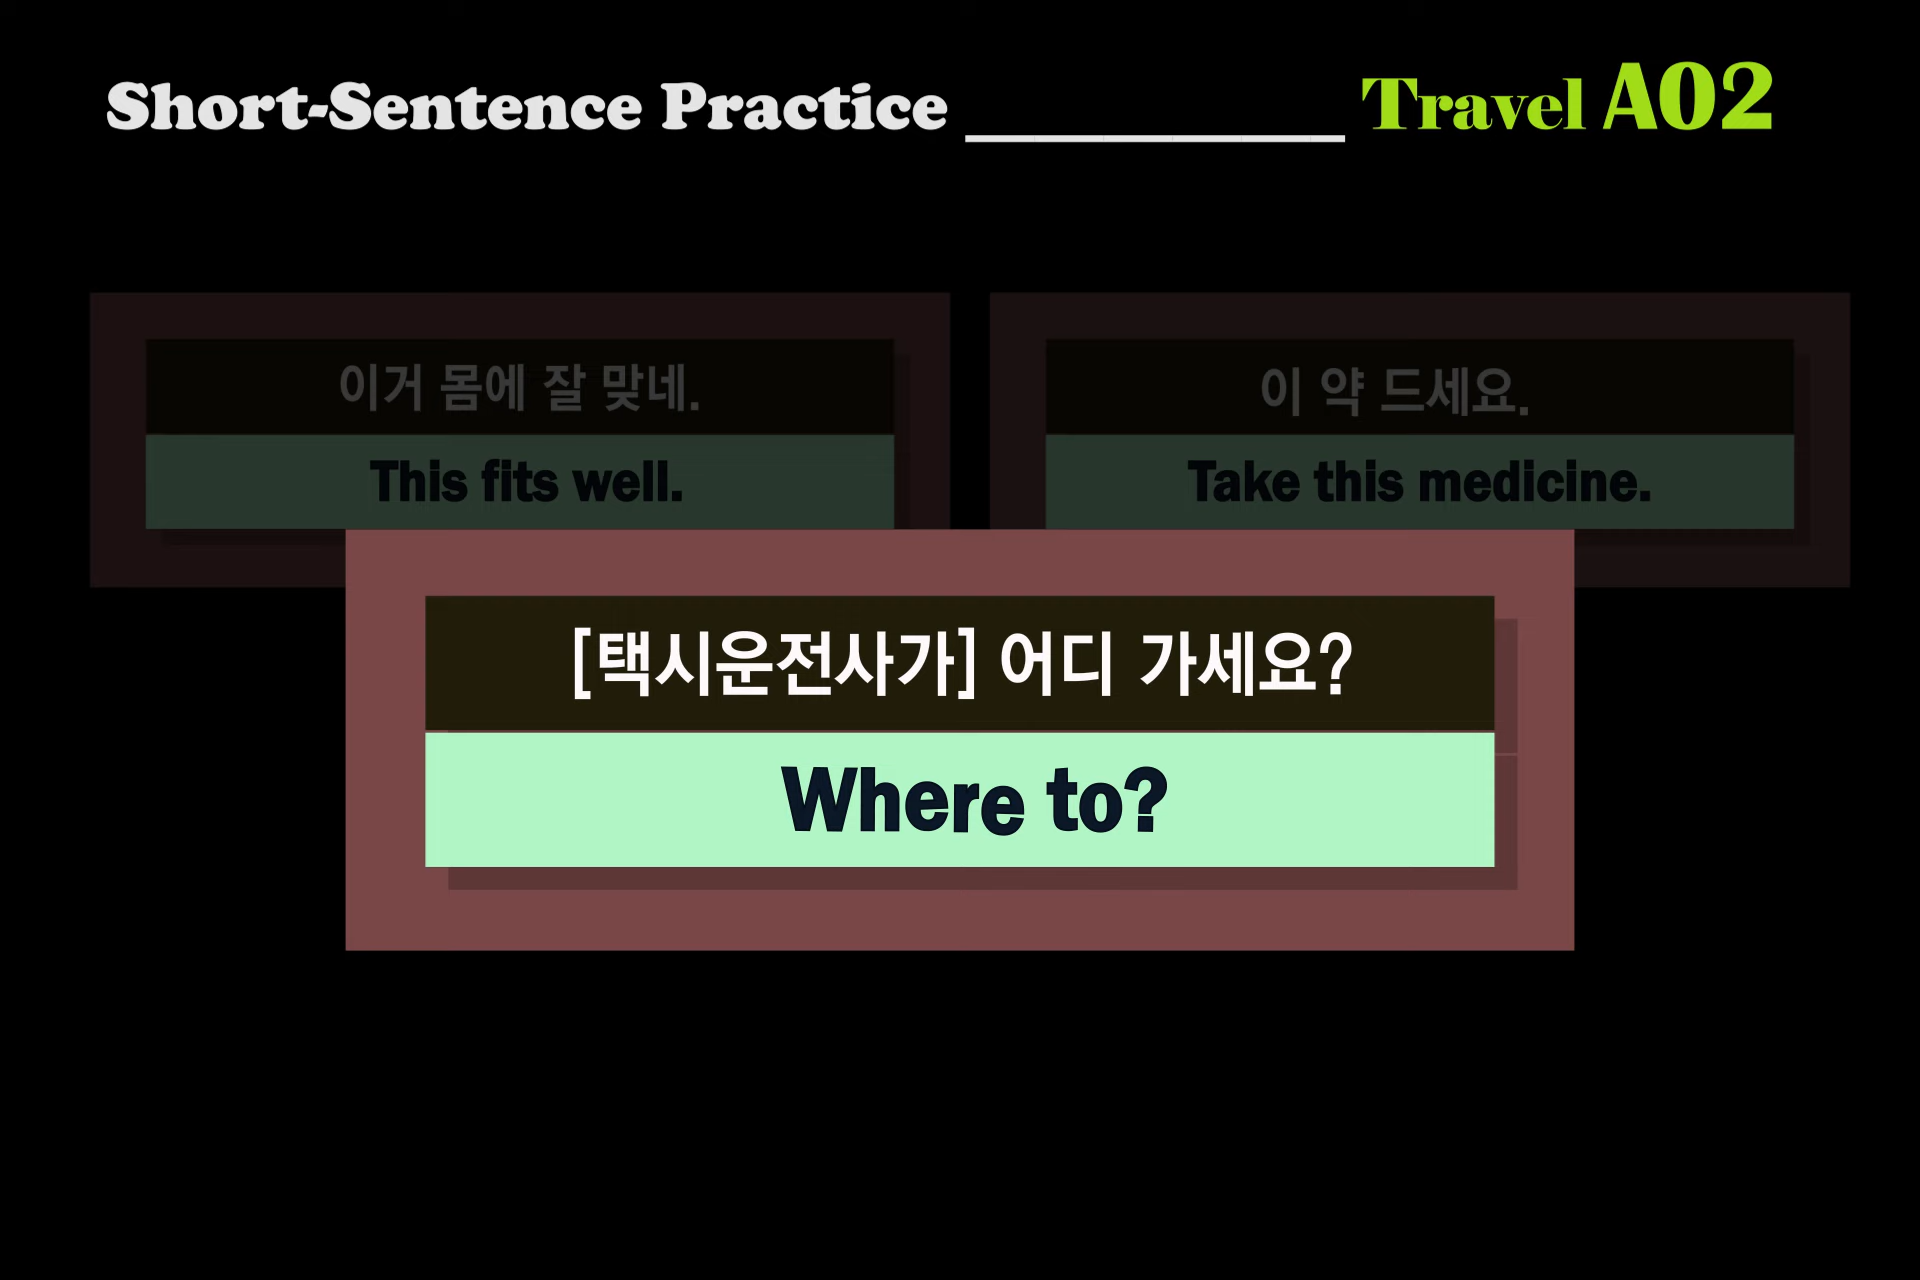 Short-Sentence Practice ___________ Travel A02
이거 몸에 잘 맞네.
This fits well.
이 약 드세요.
Take this medicine.
[택시운전사가] 어디 가세요?
Where to?